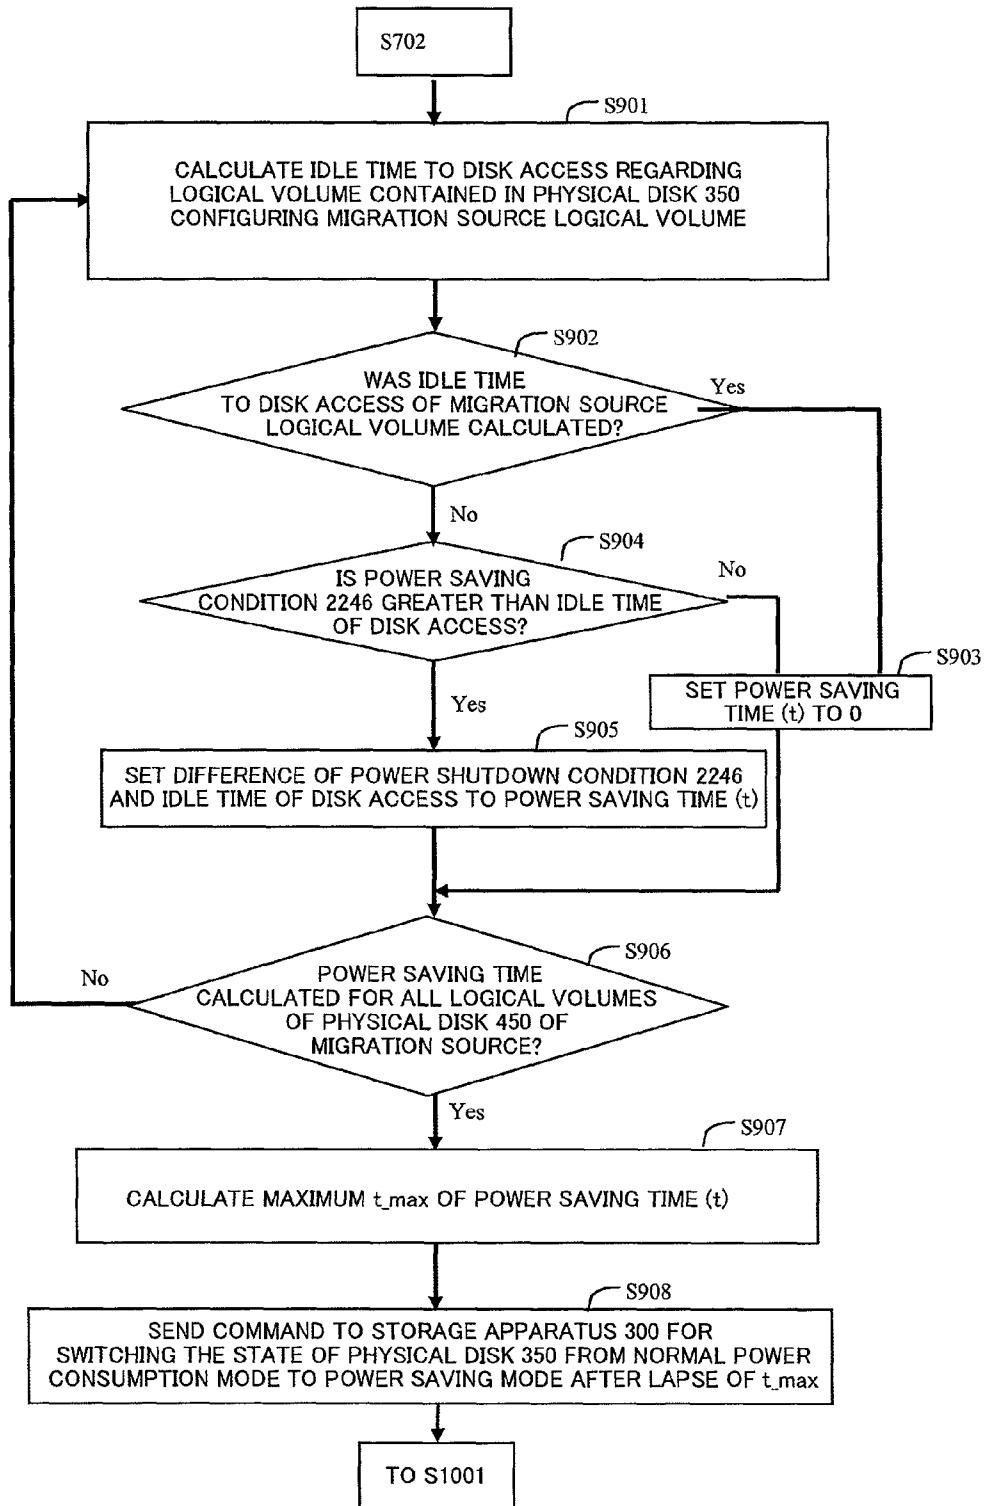 S702
S901
CALCULATE IDLE TIME TO DISK ACCESS REGARDING
LOGICAL VOLUME CONTAINED IN PHYSICAL DISK 350
CONFIGURING MIGRATION SOURCE LOGICAL VOLUME
S902
WAS IDLE TIME
TO DISK ACCESS OF MIGRATION SOURCE
LOGICAL VOLUME CALCULATED?
Yes
No
S904
IS POWER SAVING
CONDITION 2246 GREATER THAN IDLE TIME
OF DISK ACCESS?
No
S903
SET POWER SAVING
TIME (t) TO 0
Yes
S905
SET DIFFERENCE OF POWER SHUTDOWN CONDITION 2246
AND IDLE TIME OF DISK ACCESS TO POWER SAVING TIME (t)
S906
No
POWER SAVING TIME
CALCULATED FOR ALL LOGICAL VOLUMES
OF PHYSICAL DISK 450 OF
MIGRATION SOURCE?
Yes
S907
CALCULATE MAXIMUM t_max OF POWER SAVING TIME (t)
S908
SEND COMMAND TO STORAGE APPARATUS 300 FOR
SWITCHING THE STATE OF PHYSICAL DISK 350 FROM NORMAL POWER
CONSUMPTION MODE TO POWER SAVING MODE AFTER LAPSE OF t_max
TO S1001